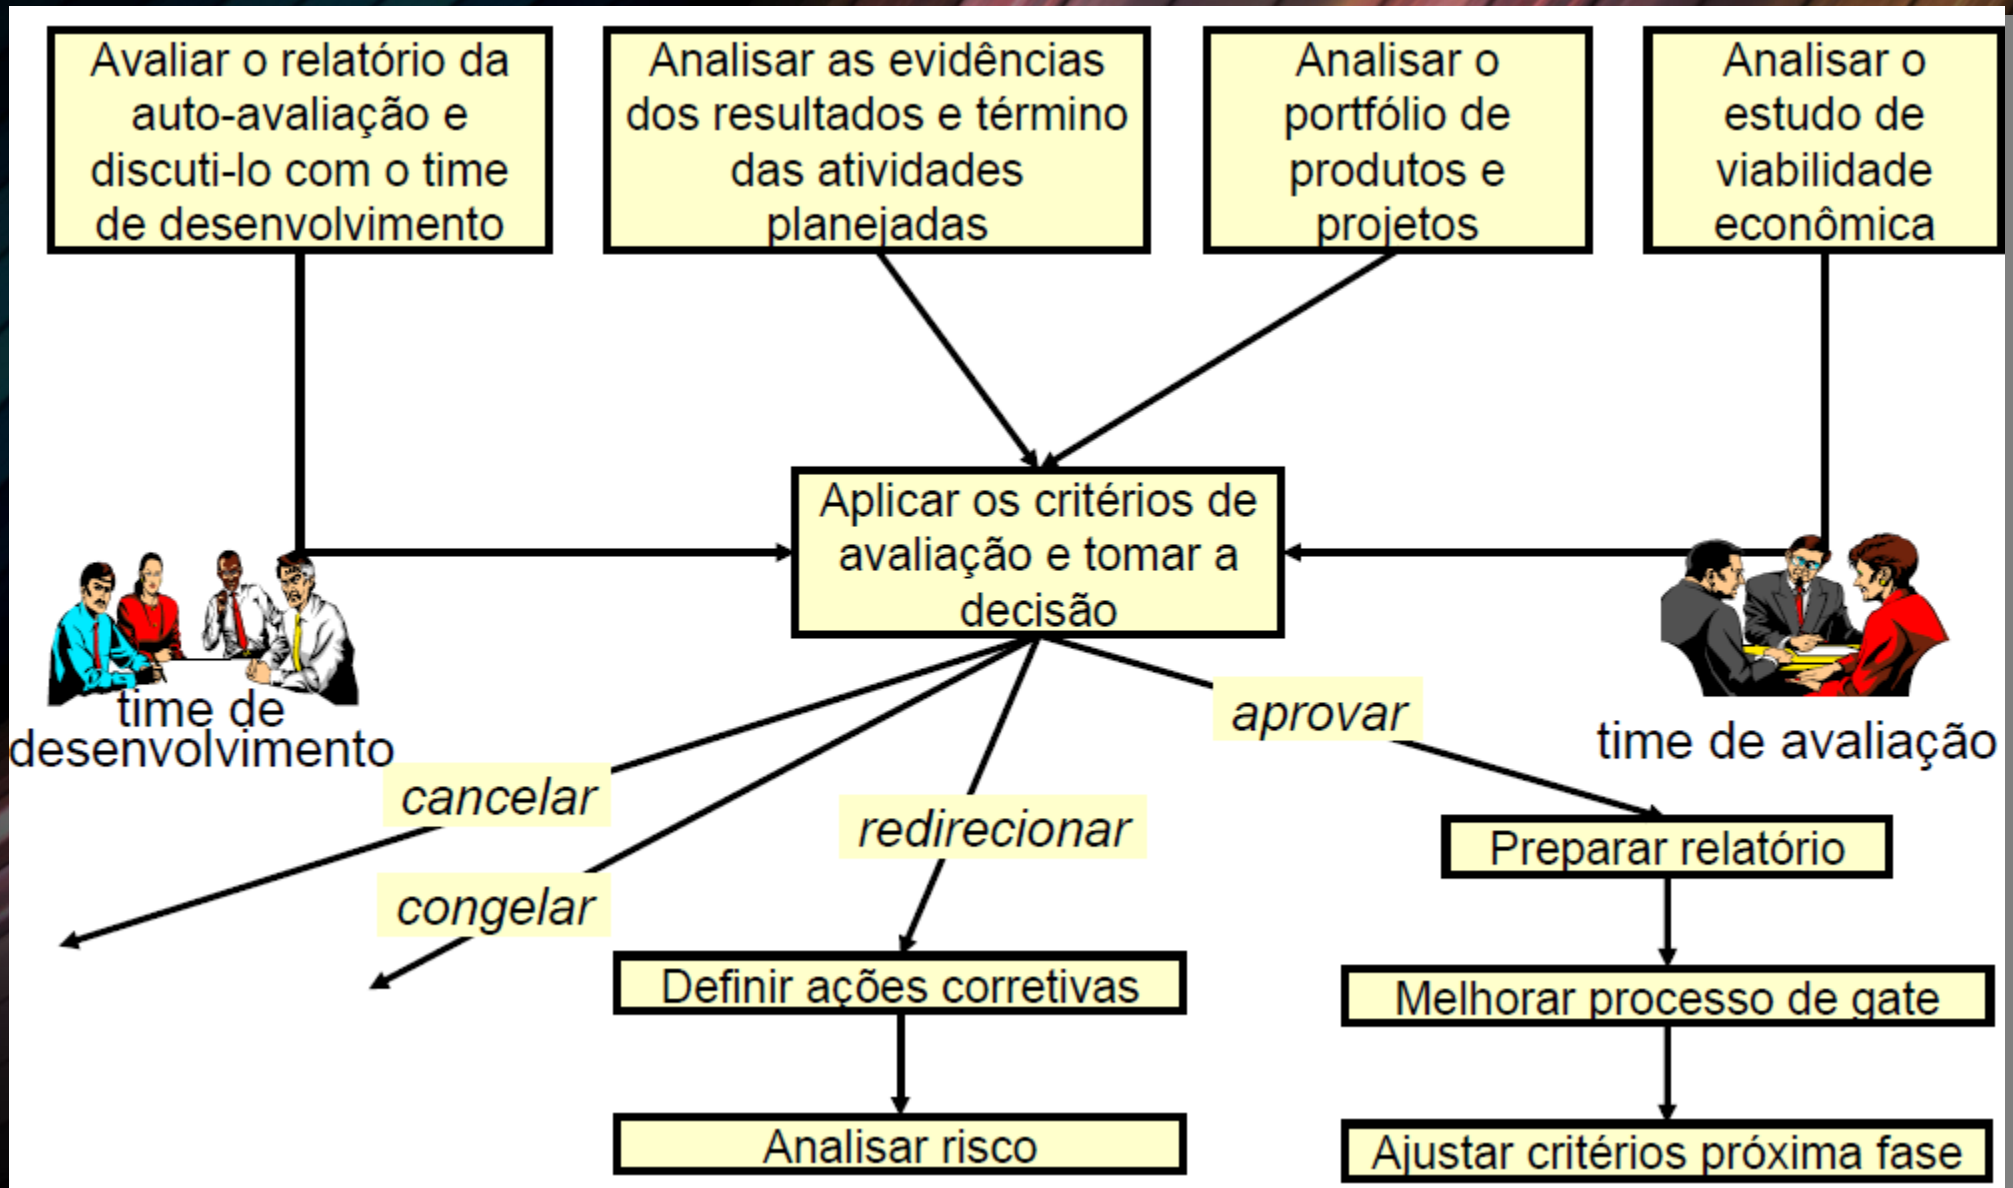 Avaliar o relatório da
auto-avaliação e
discuti-lo com o time
de desenvolvimento
Analisar as evidências
dos resultados e término
das atividades
planejadas
Analisar o
portfólio de
produtos e
projetos
Analisar o
estudo de
viabilidade
econômica
Aplicar os critérios de
avaliação e tomar a
decisão
time de
desenvolvimento
time de avaliação
aprovar
cancelar
redirecionar
congelar
Preparar relatório
Definir ações corretivas
Melhorar processo de gate
Analisar risco
Ajustar critérios próxima fase